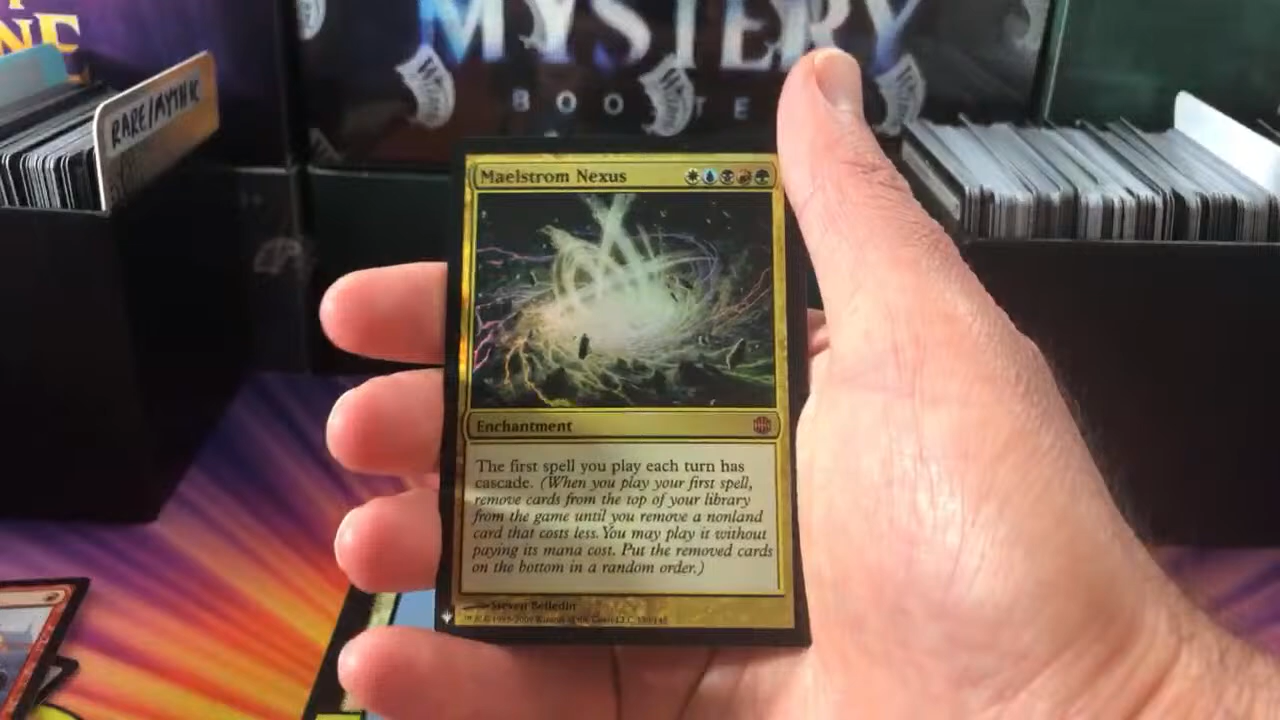 MYSTERY
BOO TE
NE
RARE/MYTHIC
Maelstrom Nexus
Enchantment
The first spell you play each turn has
cascade. (When you play your first spell,
remove cards from the top of your library
from the game until you remove a nonland
card that costs less. You may play it without
paying its mana cost. Put the removed cards
on the bottom in a random order.)
Steven Belledin